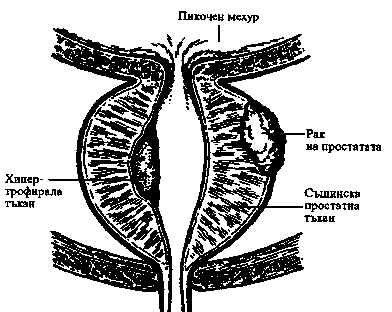 Пикочен мехур
Рак
на простатата
Хипер-
трофирала
тъкан
Същинска
простатна
тъкан